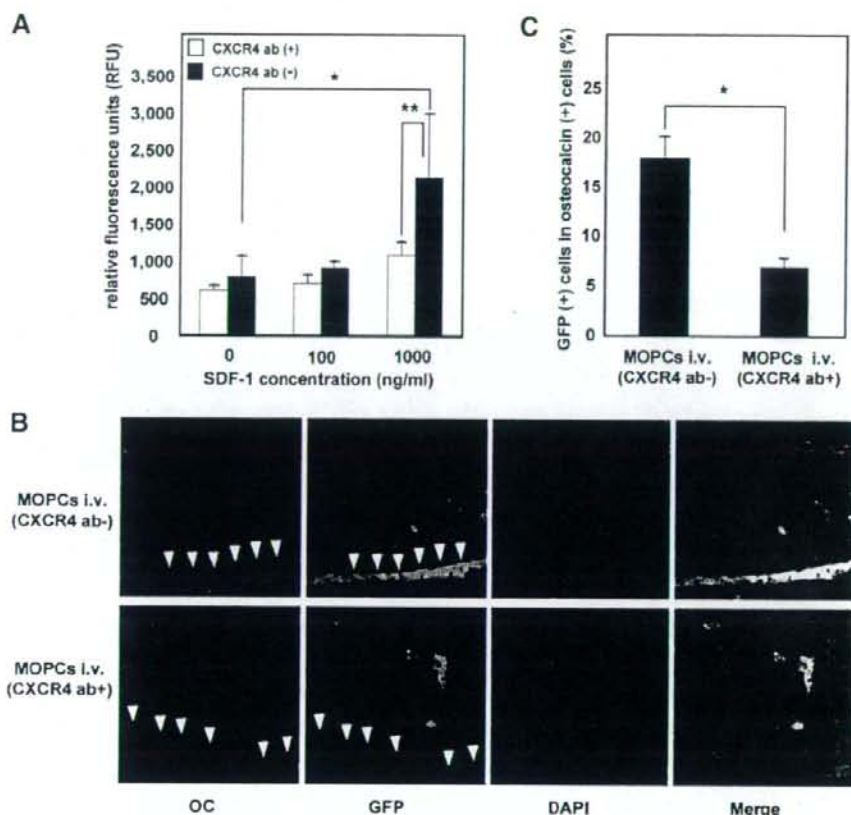 A
CXCR4 ab (+)
CXCR4 ab (-)
relative fluorescence units (RFU)
3,500
3,000
2,500
2,000
1,500
1,000
500
0
*
**
0 100 1000
SDF-1 concentration (ng/ml)
C
GFP (+) cells in osteocalcin (+) cells (%)
25
20
15
10
5
0
*
MOPCs i.v. MOPCs i.v.
(CXCR4 ab-) (CXCR4 ab+)
B
MOPCs i.v.
(CXCR4 ab-)
MOPCs i.v.
(CXCR4 ab+)
OC GFP DAPI Merge